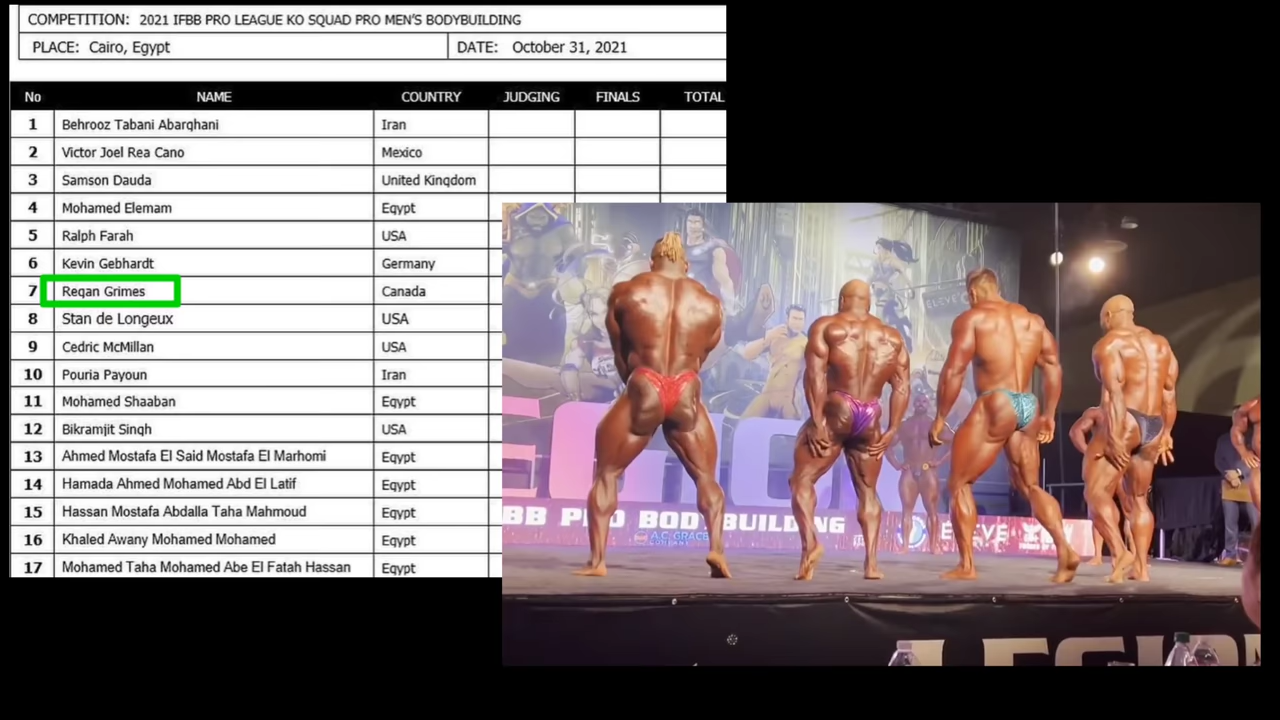 COMPETITION: 2021 IFBB PRO LEAGUE KO SQUAD PRO MEN'S BODYBUILDING
PLACE: Cairo, Egypt DATE: October 31, 2021
No NAME COUNTRY JUDGING FINALS TOTAL
1 Behrooz Tabani Abarghani Iran
2 Victor Joel Rea Cano Mexico
3 Samson Dauda United Kingdom
4 Mohamed Elemam Egypt
5 Ralph Farah USA
6 Kevin Gebhardt Germany
7 Regan Grimes Canada
8 Stan de Longeux USA
9 Cedric McMillan USA
10 Pouria Payoun Iran
11 Mohamed Shaaban Egypt
12 Bikramjit Singh USA
13 Ahmed Mostafa El Said Mostafa El Marhomi Egypt
14 Hamada Ahmed Mohamed Abd El Latif Egypt
15 Hassan Mostafa Abdalla Taha Mahmoud Egypt
16 Khaled Awany Mohamed Mohamed Egypt
17 Mohamed Taha Mohamed Abe El Fatah Hassan Egypt
BB PRO BODYBUILDING
A.C. GRACE
COMPANY
ELEVE
LEGION